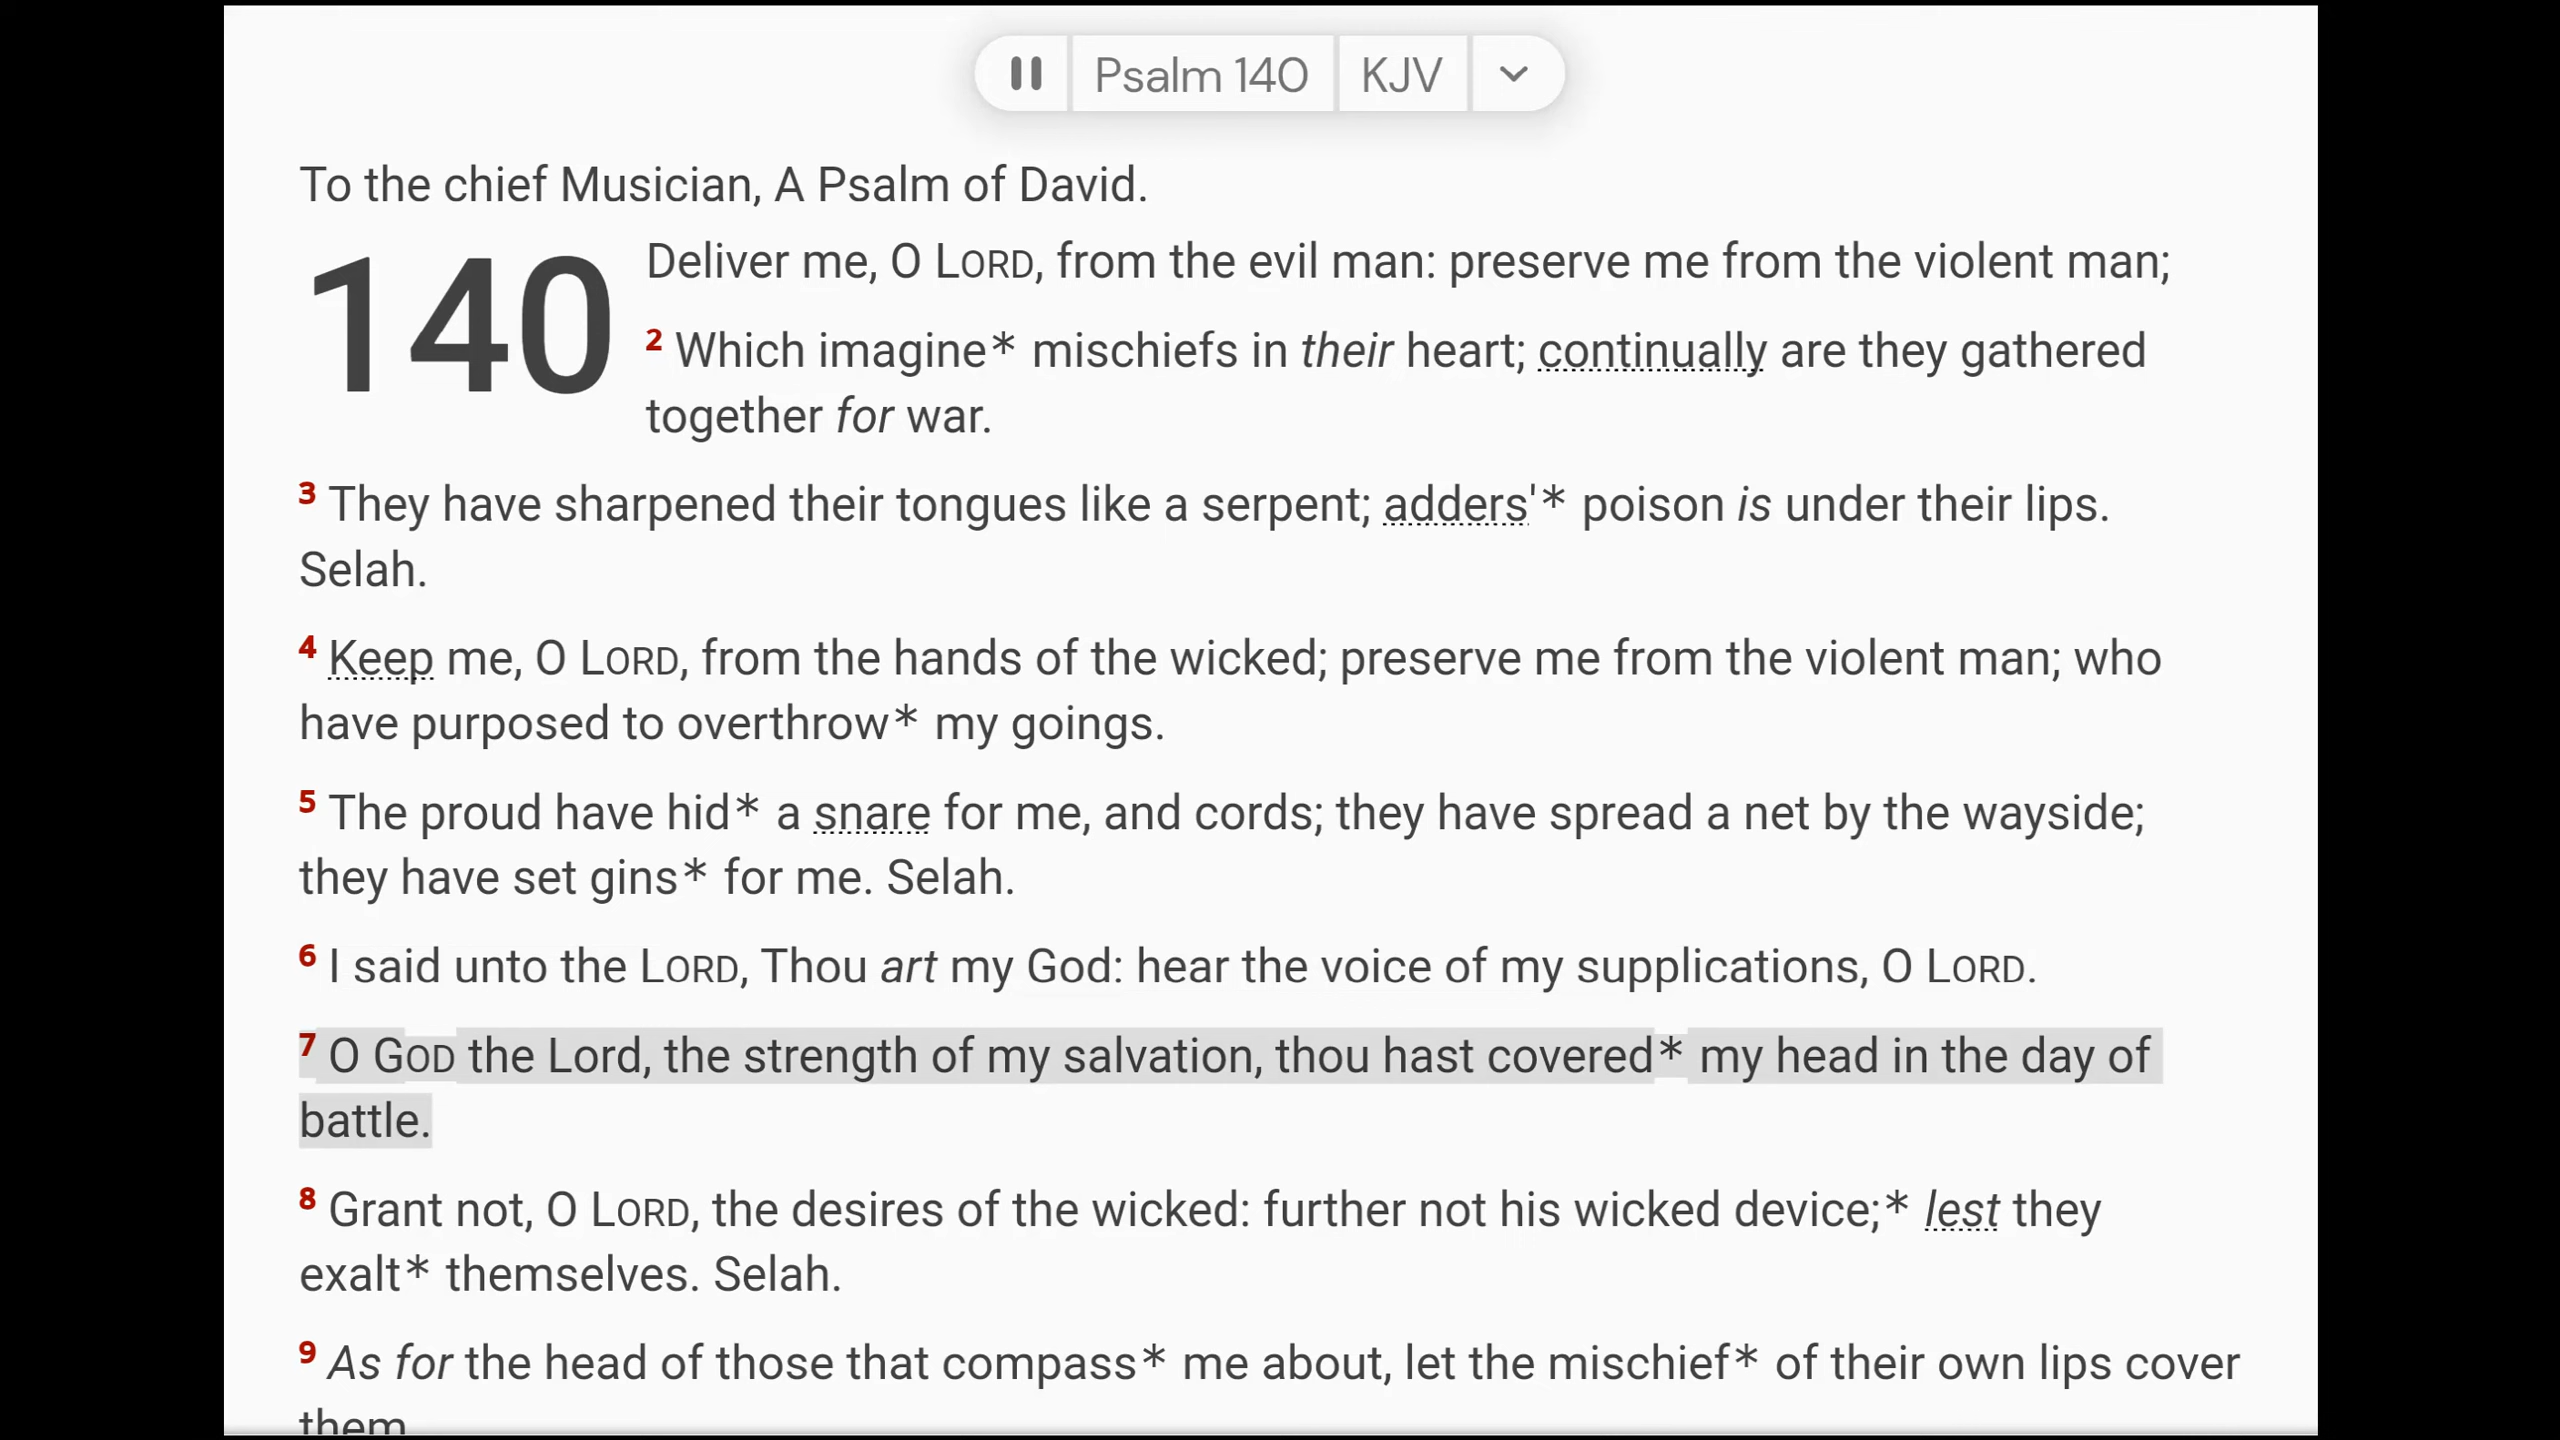 Psalm 140 KJV
To the chief Musician, A Psalm of David.
140 Deliver me, O LORD, from the evil man: preserve me from the violent man;
2 Which imagine* mischiefs in their heart; continually are they gathered
together for war.
3 They have sharpened their tongues like a serpent; adders'* poison is under their lips.
Selah.
4 Keep me, O LORD, from the hands of the wicked; preserve me from the violent man; who
have purposed to overthrow* my goings.
5 The proud have hid* a snare for me, and cords; they have spread a net by the wayside;
they have set gins* for me. Selah.
6 I said unto the LORD, Thou art my God: hear the voice of my supplications, O LORD.
7 O GOD the Lord, the strength of my salvation, thou hast covered* my head in the day of
battle.
8 Grant not, O LORD, the desires of the wicked: further not his wicked device;* lest they
exalt* themselves. Selah.
9 As for the head of those that compass* me about, let the mischief* of their own lips cover
them